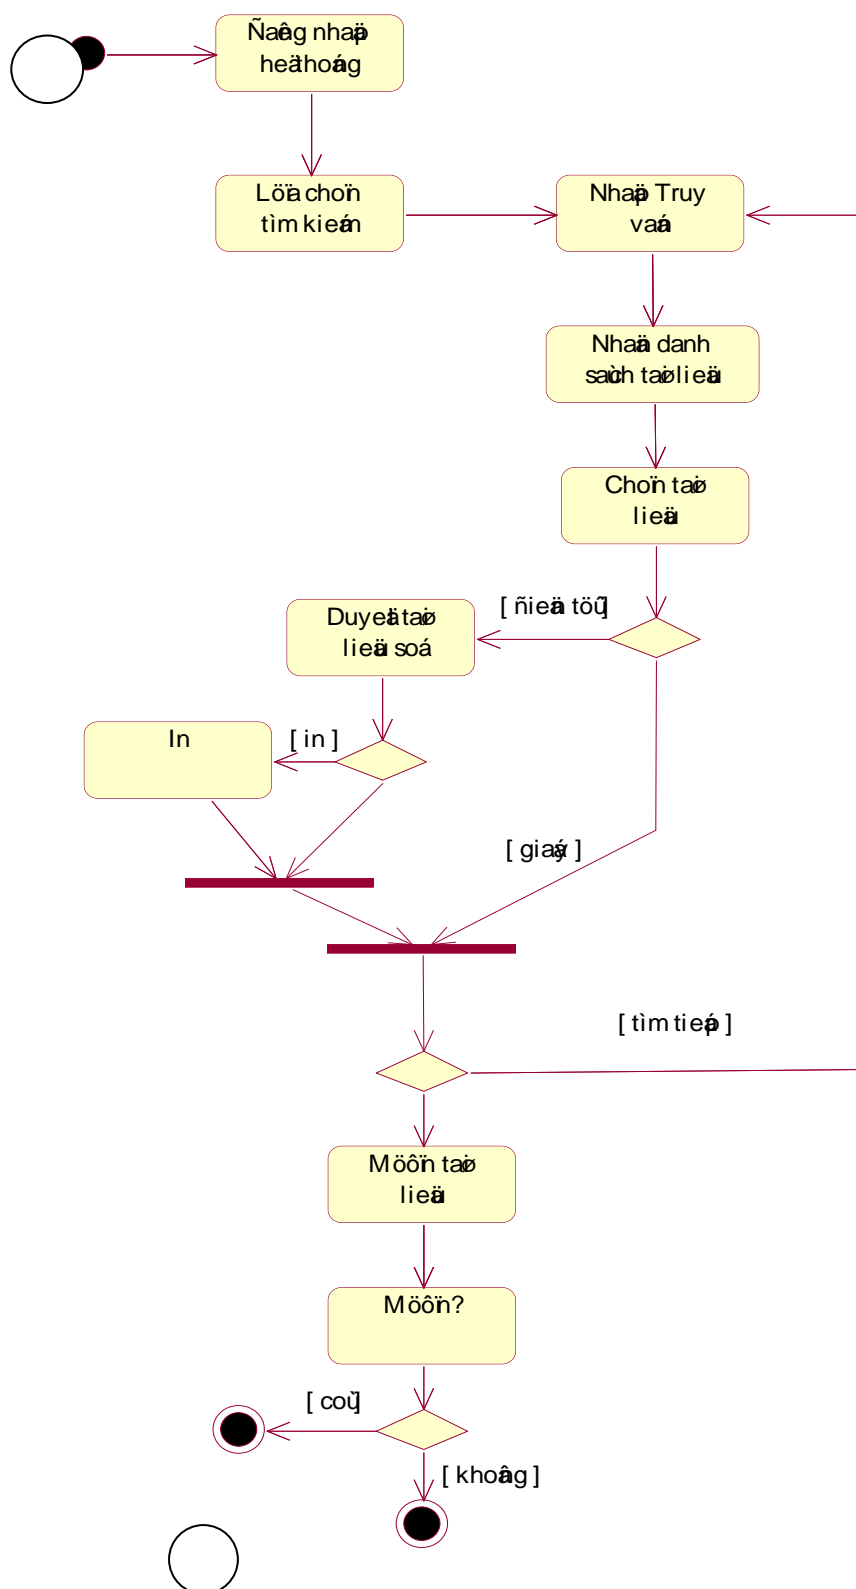 Ñaêng nhaäp
heä thoáng
Löïa choïn
tìm kieám
Nhaäp Truy
vaán
Nhaän danh
saùch taøi lieäu
Choïn taøi
lieäu
[ ñieän töû ]
Duyeät taøi
lieäu soá
In
[ in ]
[ giaáy ]
[ tìm tieáp ]
Möôïn taøi
lieäu
Möôïn?
[ coù ]
[ khoâng ]